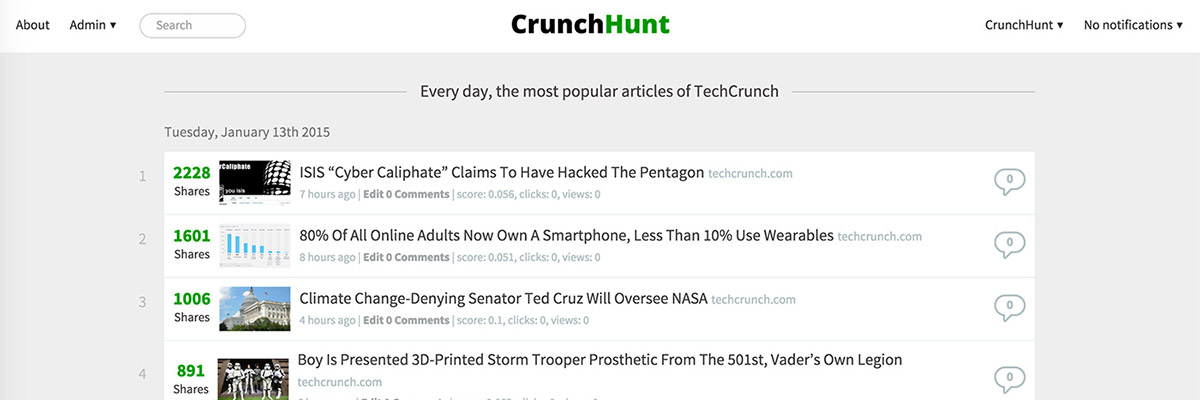 About Admin ▾ Search CrunchHunt CrunchHunt ▾ No notifications ▾
Every day, the most popular articles of TechCrunch
Tuesday, January 13th 2015
1
2228
Shares
rCaliphate
you isis
ISIS “Cyber Caliphate” Claims To Have Hacked The Pentagon techcrunch.com
7 hours ago | Edit 0 Comments | score: 0.056, clicks: 0, views: 0
0
2
1601
Shares
80% Of All Online Adults Now Own A Smartphone, Less Than 10% Use Wearables techcrunch.com
8 hours ago | Edit 0 Comments | score: 0.051, clicks: 0, views: 0
0
3
1006
Shares
Climate Change-Denying Senator Ted Cruz Will Oversee NASA techcrunch.com
4 hours ago | Edit 0 Comments | score: 0.1, clicks: 0, views: 0
0
4
891
Shares
Boy Is Presented 3D-Printed Storm Trooper Prosthetic From The 501st, Vader’s Own Legion
techcrunch.com
0